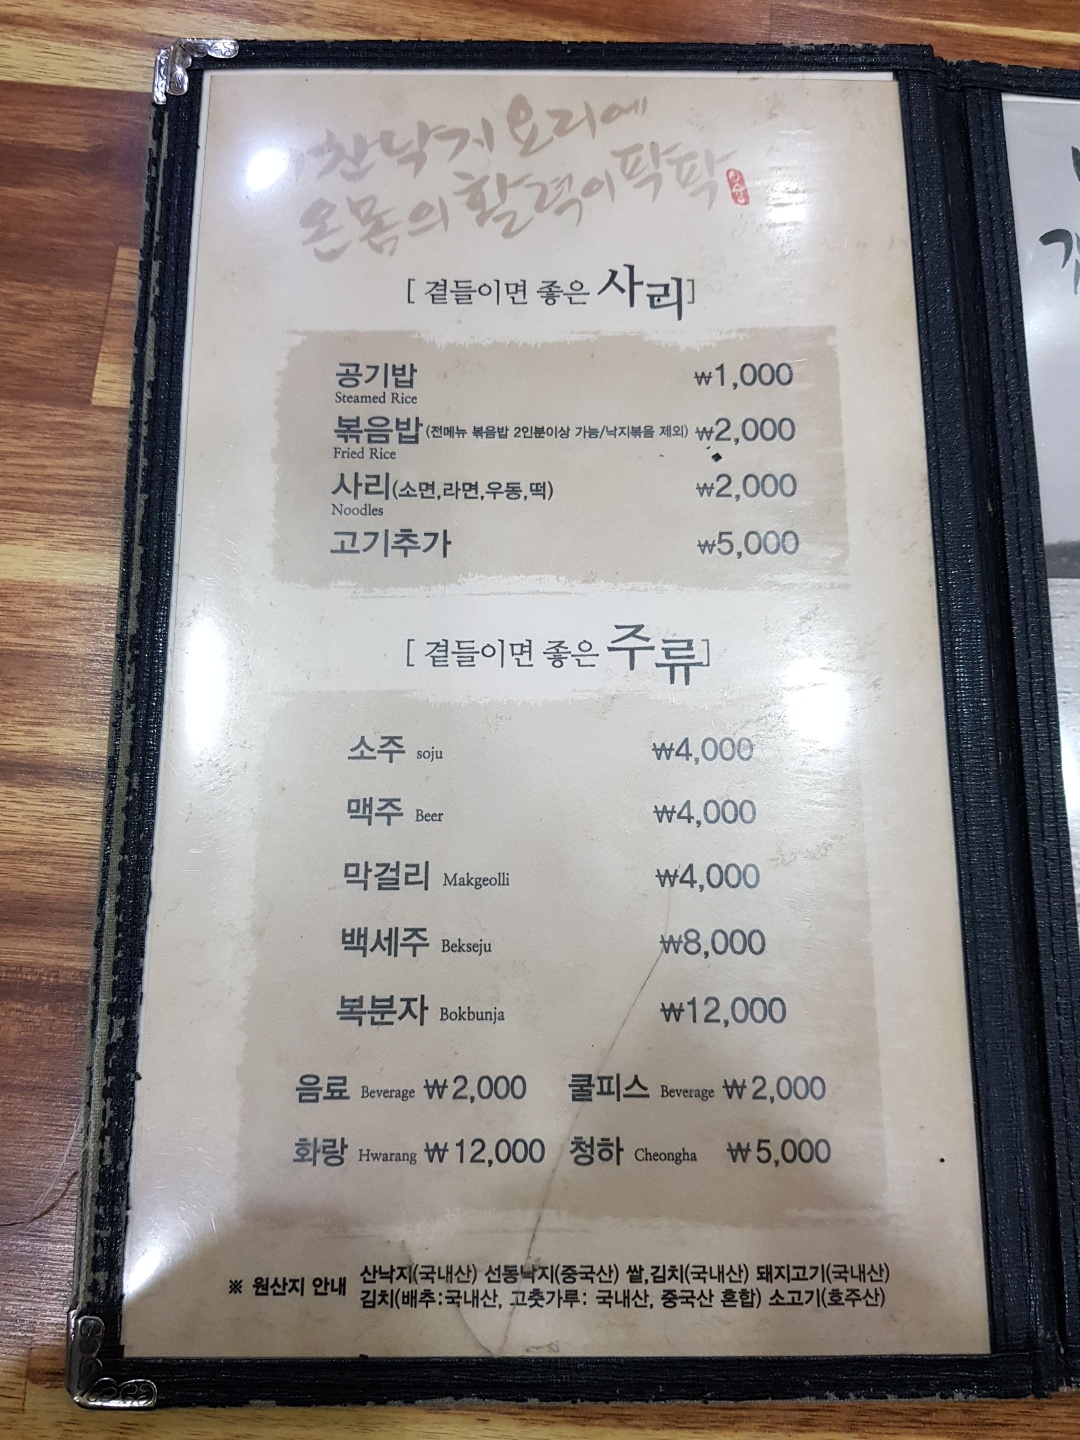 찬 낙지 요리에
온몸의 활력이 팍팍
[ 곁들이면 좋은 사리 ]
공기밥 ₩1,000
Steamed Rice
볶음밥 (전메뉴 볶음밥 2인분이상 가능/낙지볶음 제외) ₩2,000
Fried Rice
사리(소면,라면,우동,떡) ₩2,000
Noodles
고기추가 ₩5,000
[ 곁들이면 좋은 주류 ]
소주 soju ₩4,000
맥주 Beer ₩4,000
막걸리 Makgeolli ₩4,000
백세주 Bekseju ₩8,000
복분자 Bokbunja ₩12,000
음료 Beverage ₩2,000 쿨피스 Beverage ₩2,000
화랑 Hwarang ₩12,000 청하 Cheongha ₩5,000
※ 원산지 안내 산낙지(국내산) 선동낙지(중국산) 쌀,김치(국내산) 돼지고기(국내산)
김치(배추:국내산, 고춧가루: 국내산, 중국산 혼합) 소고기(호주산)